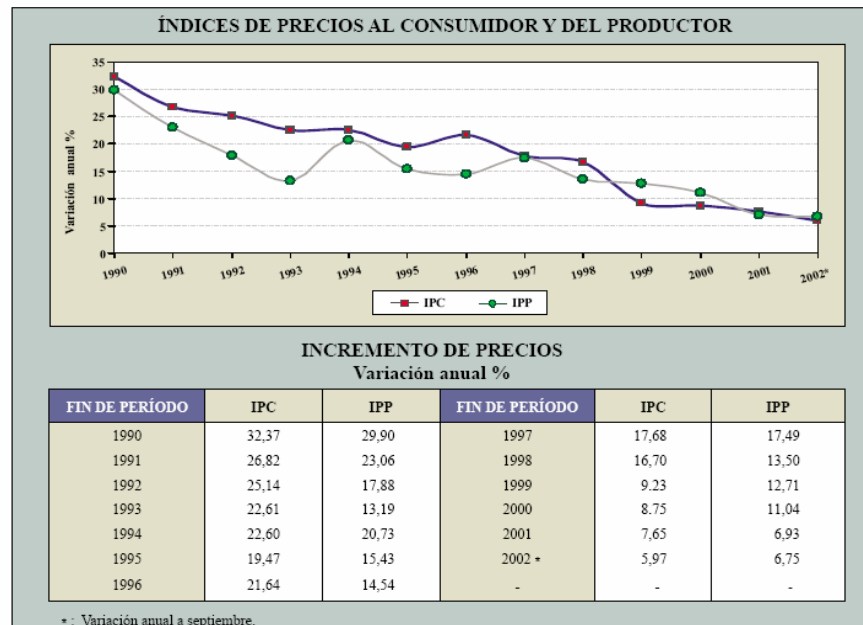 ÍNDICES DE PRECIOS AL CONSUMIDOR Y DEL PRODUCTOR
Variación anual %
35
30
25
20
15
10
5
0
1990 1991 1992 1993 1994 1995 1996 1997 1998 1999 2000 2001 2002*
IPC IPP
INCREMENTO DE PRECIOS
Variación anual %
FIN DE PERÍODO IPC IPP FIN DE PERÍODO IPC IPP
1990 32,37 29,90 1997 17,68 17,49
1991 26,82 23,06 1998 16,70 13,50
1992 25,14 17,88 1999 9.23 12,71
1993 22,61 13,19 2000 8.75 11,04
1994 22,60 20,73 2001 7,65 6,93
1995 19,47 15,43 2002 * 5,97 6,75
1996 21,64 14,54 - - -
* : Variación anual a septiembre.